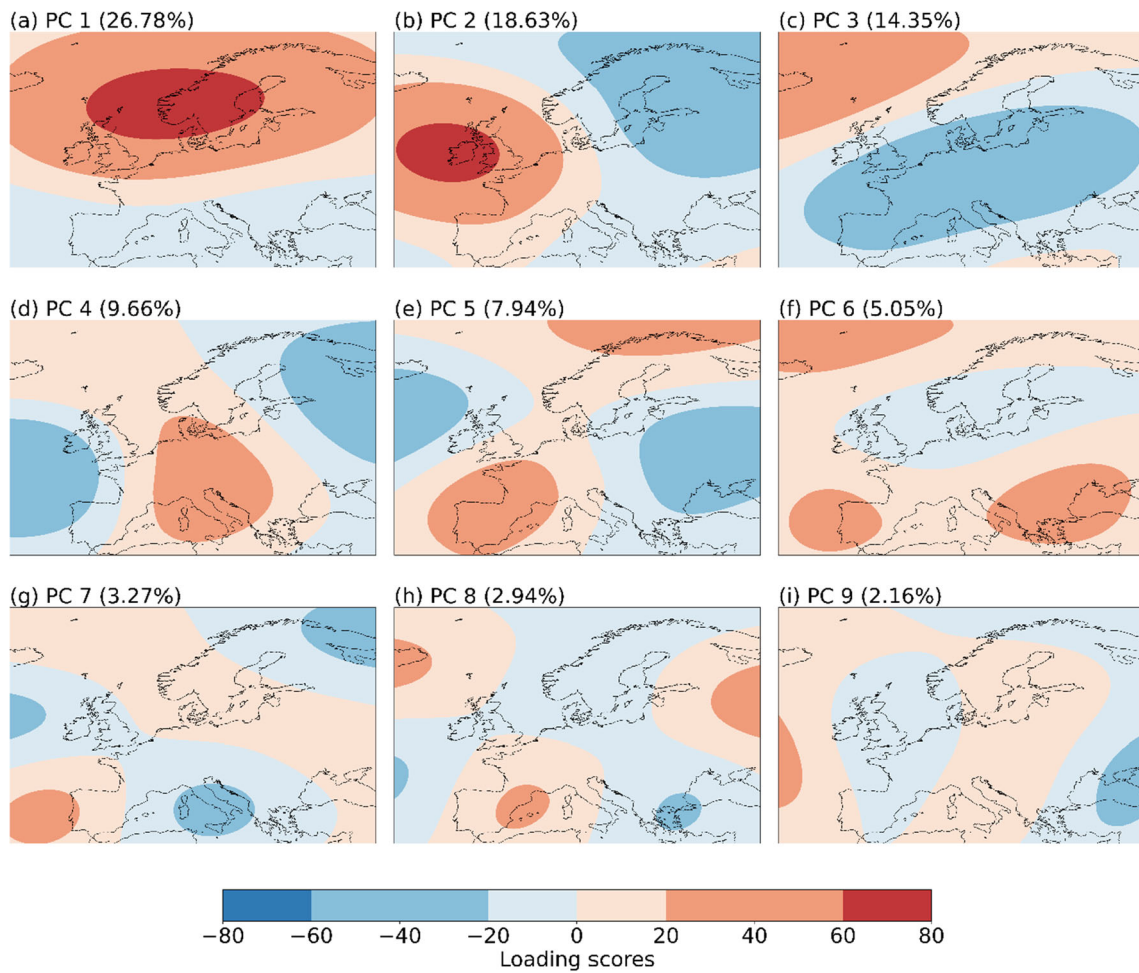 (a) PC 1 (26.78%)
(b) PC 2 (18.63%)
(c) PC 3 (14.35%)
(d) PC 4 (9.66%)
(e) PC 5 (7.94%)
(f) PC 6 (5.05%)
(g) PC 7 (3.27%)
(h) PC 8 (2.94%)
(i) PC 9 (2.16%)
−80 −60 −40 −20 0 20 40 60 80
Loading scores